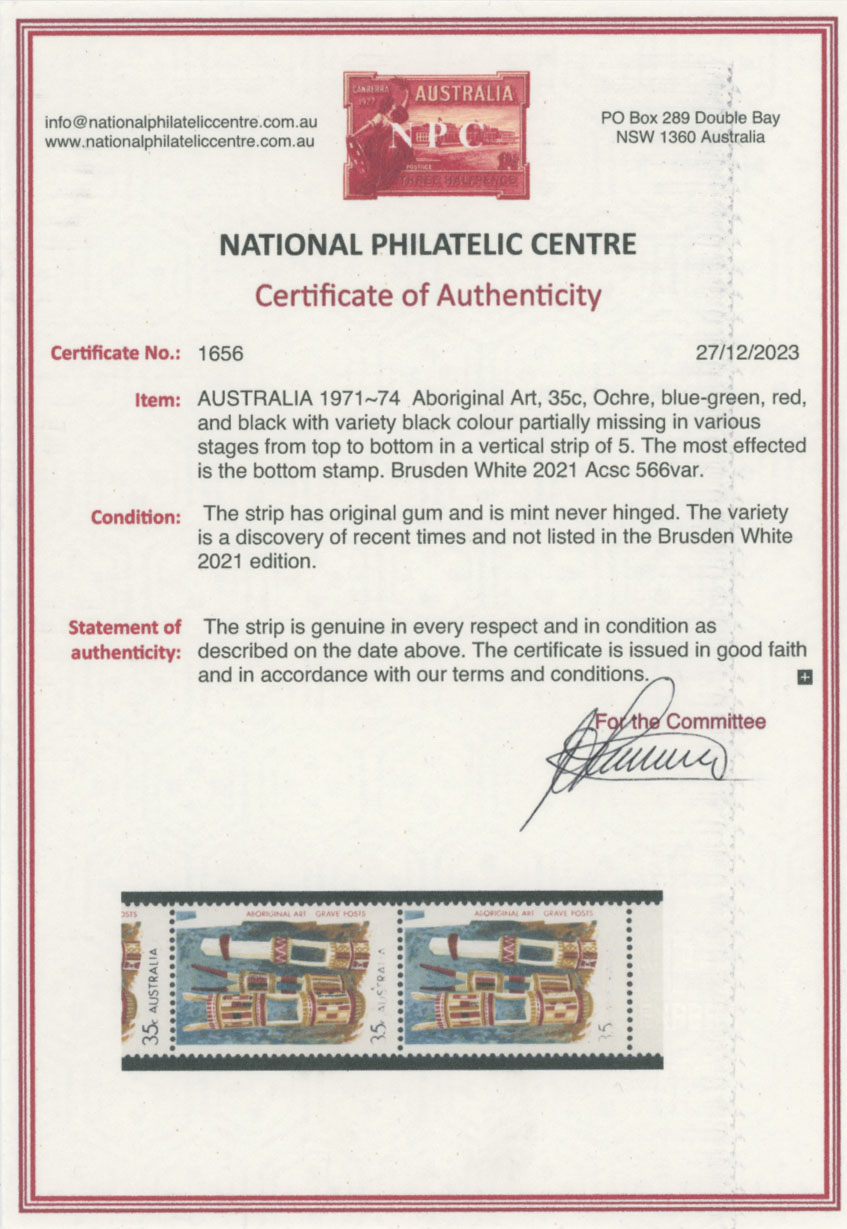 info@nationalphilateliccentre.com.au
www.nationalphilateliccentre.com.au
CANBERRA
1927
AUSTRALIA
NPC
POSTAGE
THREE HALFPENCE
PO Box 289 Double Bay
NSW 1360 Australia
NATIONAL PHILATELIC CENTRE
Certificate of Authenticity
Certificate No.: 1656
27/12/2023
Item: AUSTRALIA 1971~74 Aboriginal Art, 35c, Ochre, blue-green, red,
and black with variety black colour partially missing in various
stages from top to bottom in a vertical strip of 5. The most effected
is the bottom stamp. Brusden White 2021 Acsc 566var.
Condition: The strip has original gum and is mint never hinged. The variety
is a discovery of recent times and not listed in the Brusden White
2021 edition.
Statement of authenticity: The strip is genuine in every respect and in condition as
described on the date above. The certificate is issued in good faith
and in accordance with our terms and conditions.
For the Committee
OSTS
35c AUSTRALIA
ABORIGINAL ART GRAVE POSTS
35c AUSTRALIA
ABORIGINAL ART GRAVE POSTS
35